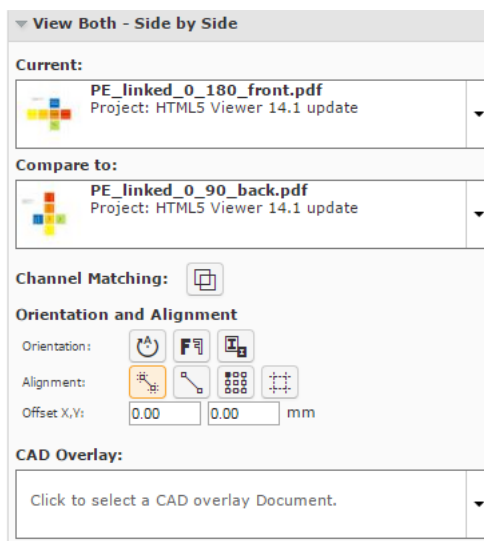 View Both - Side by Side
Current:
PE_linked_0_180_front.pdf
Project: HTML5 Viewer 14.1 update
Compare to:
PE_linked_0_90_back.pdf
Project: HTML5 Viewer 14.1 update
Channel Matching:
Orientation and Alignment
Orientation:
Alignment:
Offset X,Y: 0.00 0.00 mm
CAD Overlay:
Click to select a CAD overlay Document.